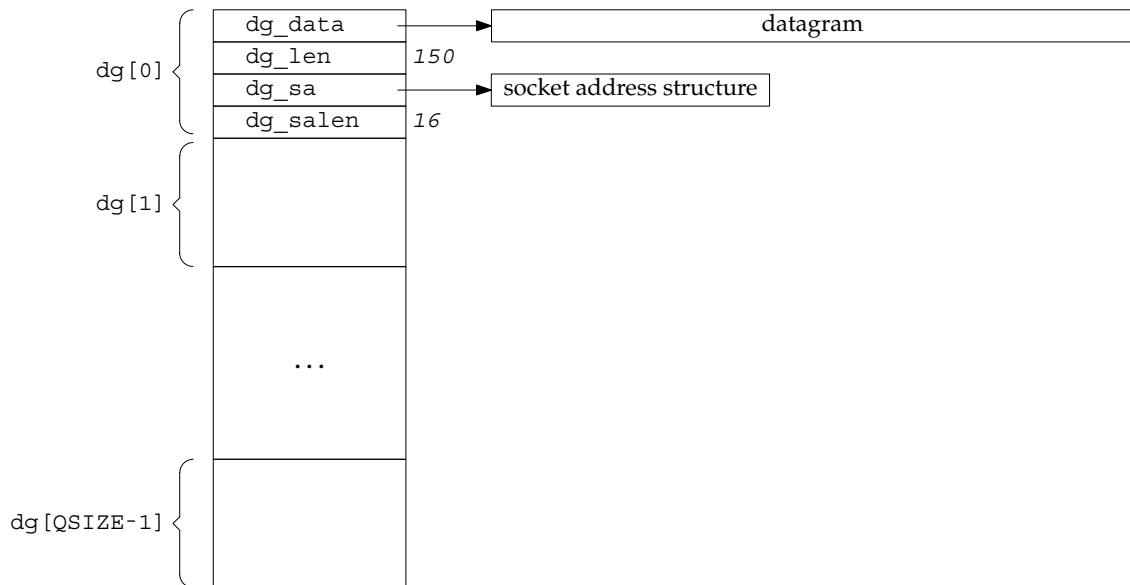 dg_data
datagram
dg_len 150
dg[0]
dg_sa
socket address structure
dg_salen 16
dg[1]
...
dg[QSIZE-1]